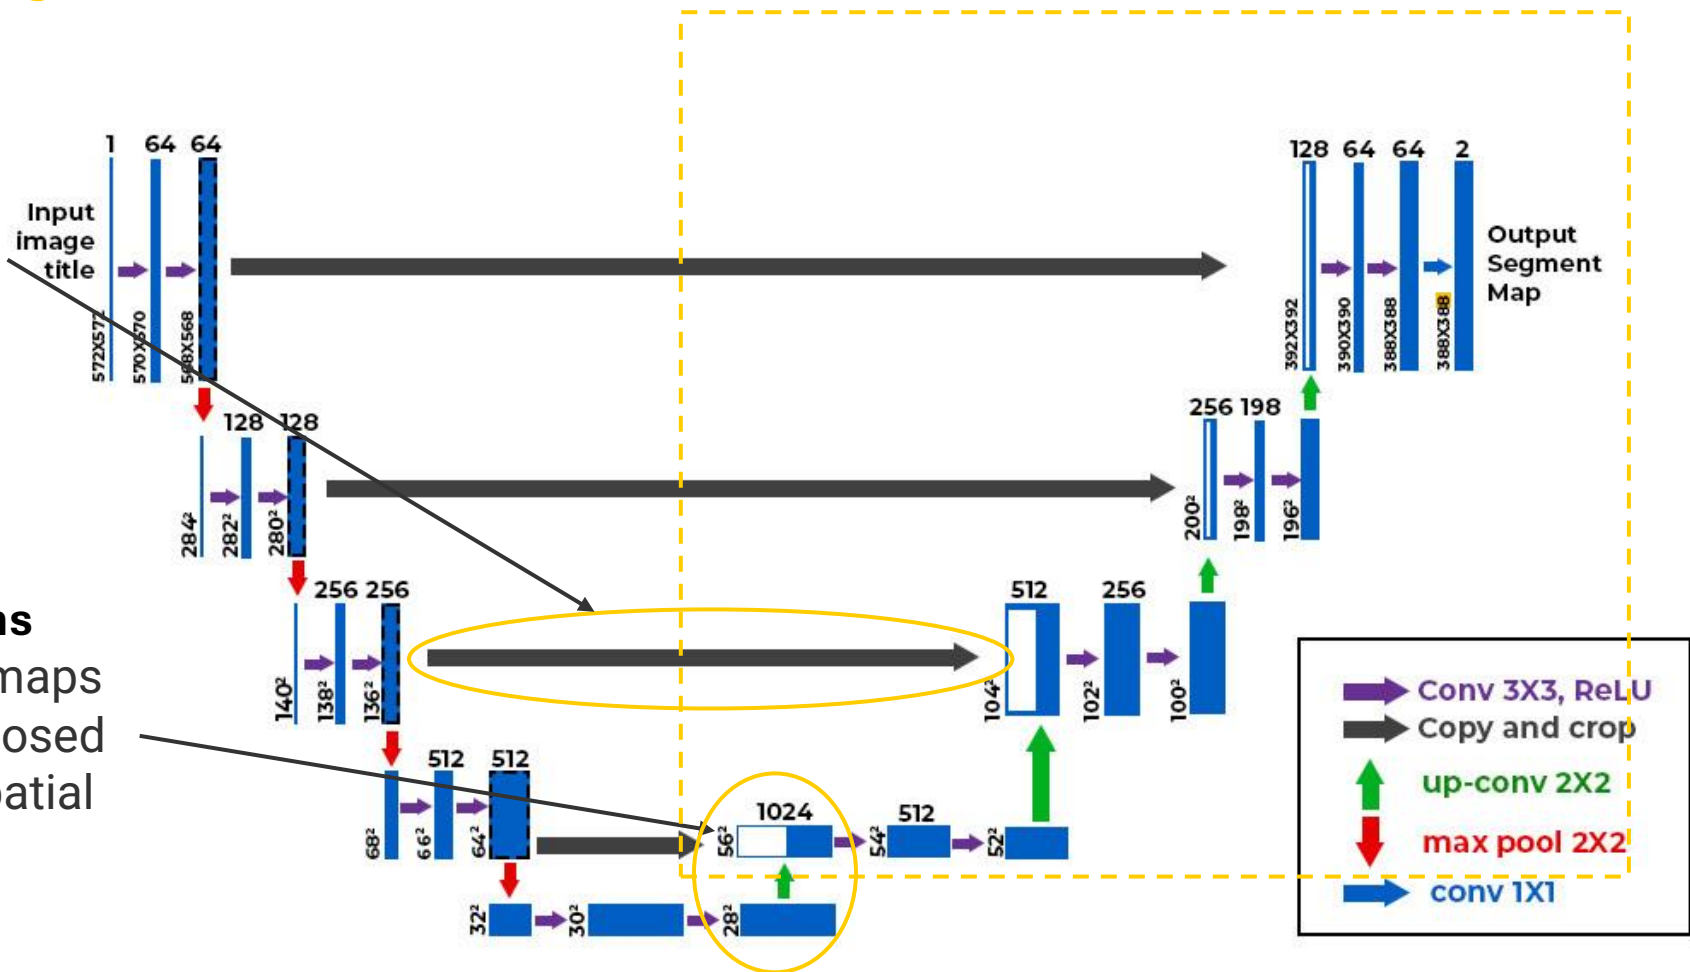 1 64 64
128 64 64 2
Input
image
title
Output
Segment
Map
572X572
570X570
568X568
392X392
390X390
388X388
388X388
128 128
256 198
284²
282²
280²
200²
198²
196²
256 256
512 256
140²
138²
136²
104²
102²
100²
ns
maps
osed
patial
512 512
1024 512
68²
66²
64²
56²
54²
52²
32²
30²
28²
Conv 3X3, ReLU
Copy and crop
up-conv 2X2
max pool 2X2
conv 1X1